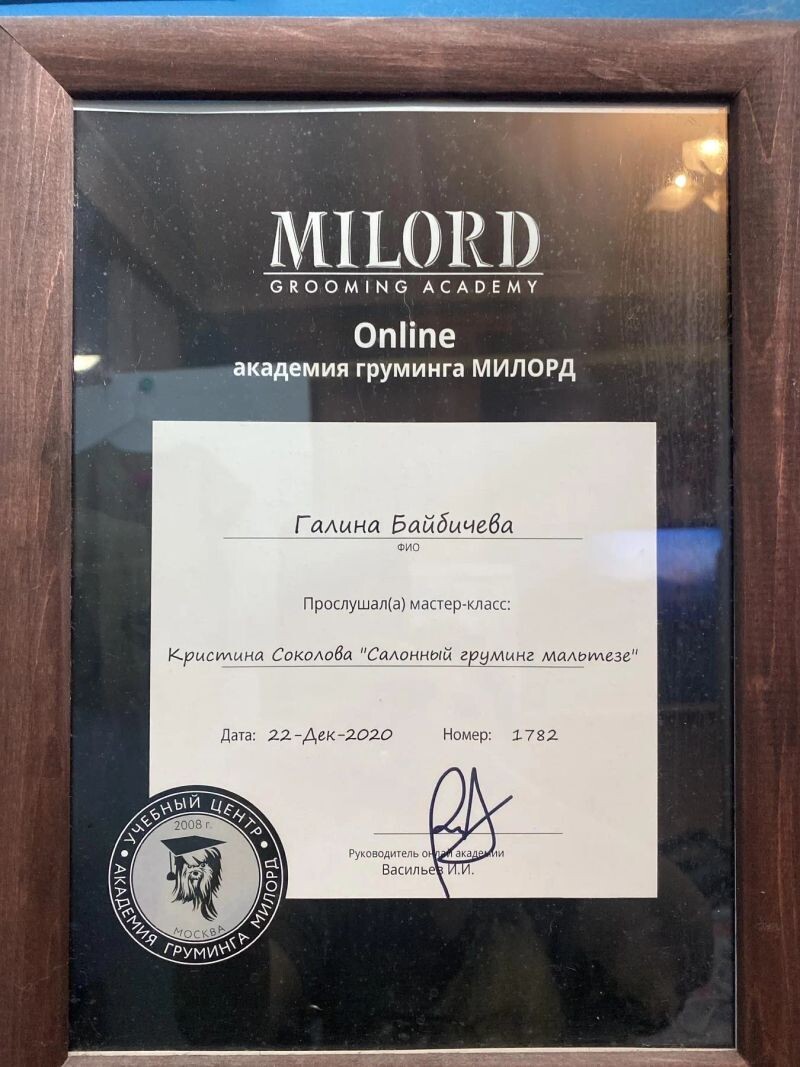 MILORD
GROOMING ACADEMY
Online
академия груминга МИЛОРД
Галина Байбичева
ФИО
Прослушал(а) мастер-класс:
Кристина Соколова "Салонный груминг мальтезе"
Дата: 22-Дек-2020 Номер: 1782
Руководитель онлай академии
Васильев И.И.
• УЧЕБНЫЙ ЦЕНТР •
2008 г.
МОСКВА
АКАДЕМИЯ ГРУМИНГА МИЛОРД